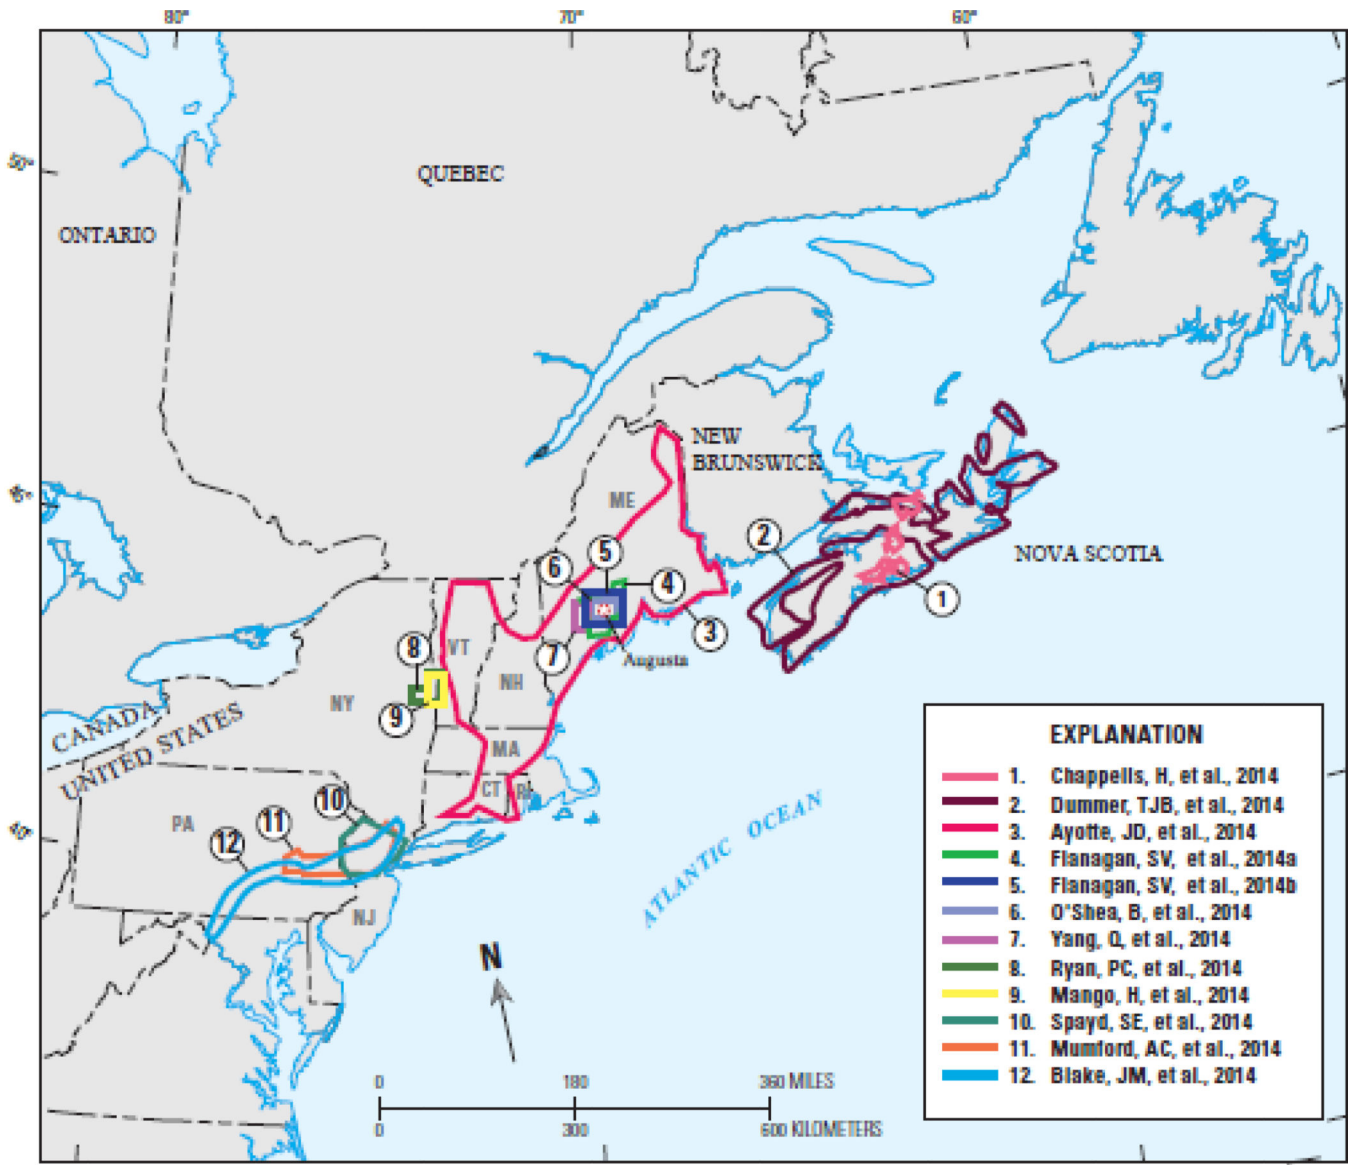 80°
70°
60°
50°
QUEBEC
ONTARIO
NEW
BRUNSWICK
45°
ME
2
5
6
4
NOVA SCOTIA
1
3
7
Augusta
8
VT
NH
NY
9
CANADA
UNITED STATES
MA
CT
RI
10
PA
11
12
40°
NJ
ATLANTIC OCEAN
N
0 180 360 MILES
0 300 600 KILOMETERS
EXPLANATION
1. Chappells, H, et al., 2014
2. Dummer, TJB, et al., 2014
3. Ayotte, JD, et al., 2014
4. Flanagan, SV, et al., 2014a
5. Flanagan, SV, et al., 2014b
6. O'Shea, B, et al., 2014
7. Yang, Q, et al., 2014
8. Ryan, PC, et al., 2014
9. Mango, H, et al., 2014
10. Spayd, SE, et al., 2014
11. Mumford, AC, et al., 2014
12. Blake, JM, et al., 2014